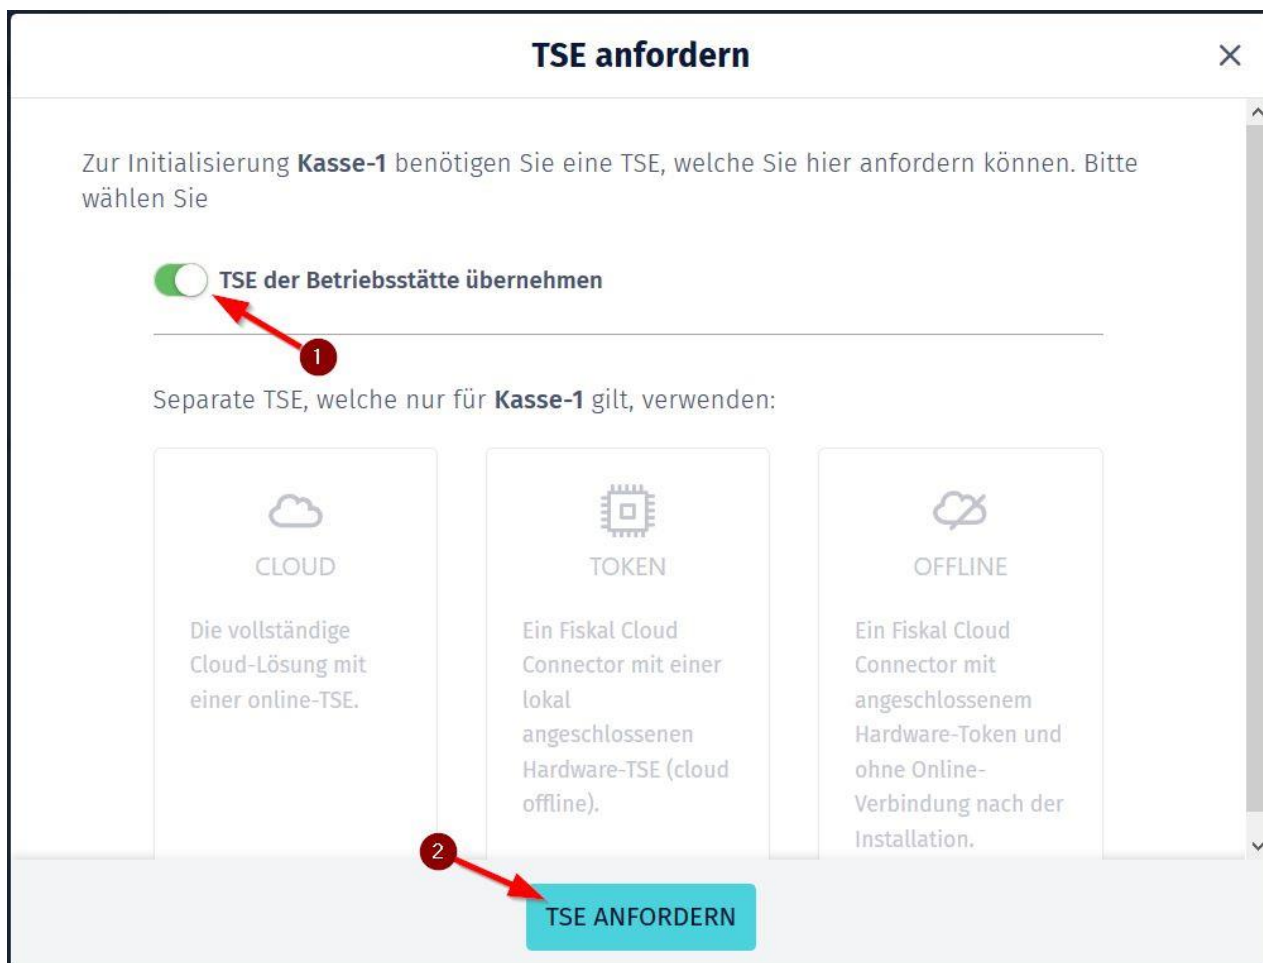 TSE anfordern
Zur Initialisierung Kasse-1 benötigen Sie eine TSE, welche Sie hier anfordern können. Bitte
wählen Sie
TSE der Betriebsstätte übernehmen
1
Separate TSE, welche nur für Kasse-1 gilt, verwenden:
CLOUD
Die vollständige
Cloud-Lösung mit
einer online-TSE.
TOKEN
Ein Fiskal Cloud
Connector mit einer
lokal
angeschlossenen
Hardware-TSE (cloud
offline).
OFFLINE
Ein Fiskal Cloud
Connector mit
angeschlossenem
Hardware-Token und
ohne Online-
Verbindung nach der
Installation.
2
TSE ANFORDERN